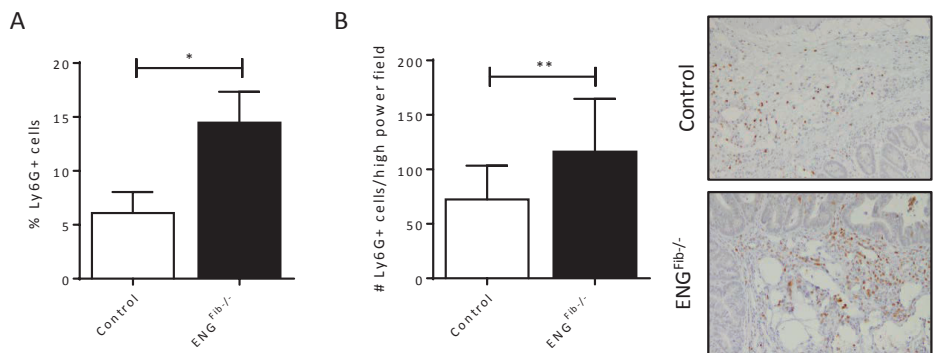 A
% Ly6G+ cells
20
15
10
5
0
*
Control
ENG^Fib-/-
B
# Ly6G+ cells/high power field
200
150
100
50
0
**
Control
ENG^Fib-/-
Control
ENG^Fib-/-